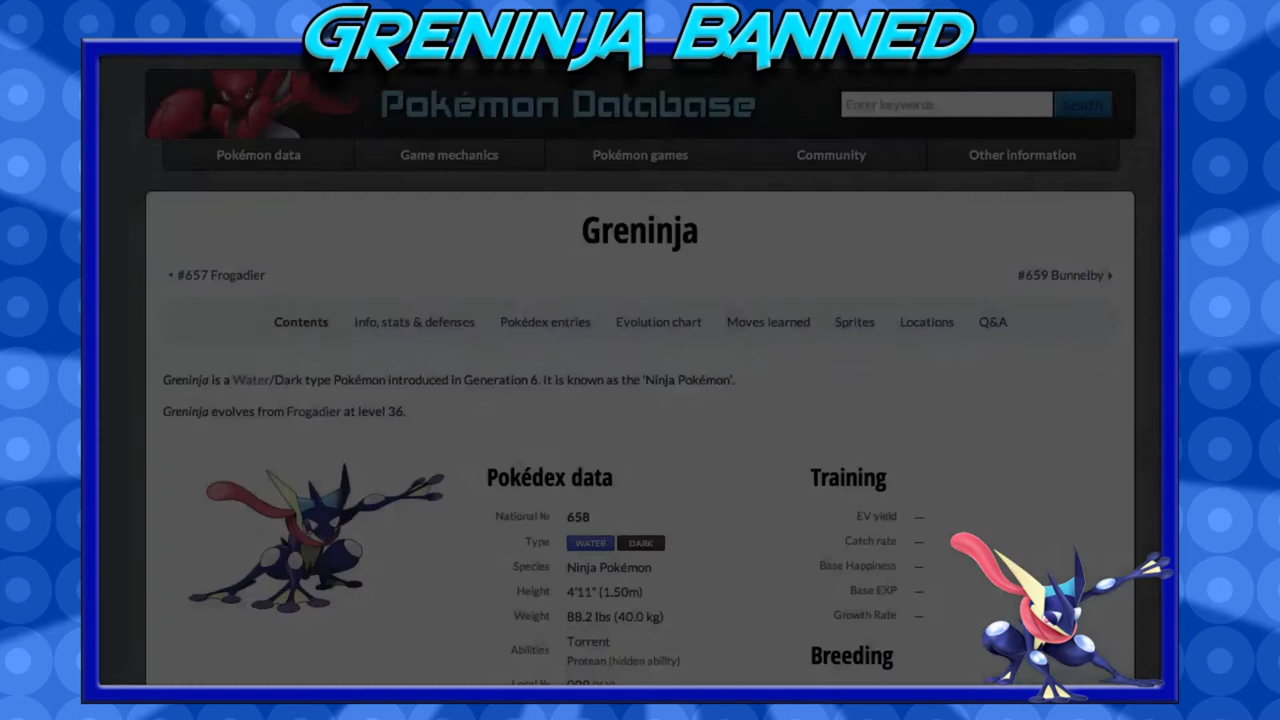 GRENINJA BANNED
Pokémon Database
Enter keywords
Search
Pokémon data
Game mechanics
Pokémon games
Community
Other information
Greninja
#657 Frogadier
#659 Bunnelby
Contents
Info, stats & defenses
Pokédex entries
Evolution chart
Moves learned
Sprites
Locations
Q&A
Greninja is a Water/Dark type Pokémon introduced in Generation 6. It is known as the 'Ninja Pokémon'.
Greninja evolves from Frogadier at level 36.
Pokédex data
National № 658
Type WATER DARK
Species Ninja Pokémon
Height 4'11" (1.50m)
Weight 88.2 lbs (40.0 kg)
Abilities Torrent
Protean (hidden ability)
Training
EV yield —
Catch rate —
Base Happiness —
Base EXP —
Growth Rate —
Breeding